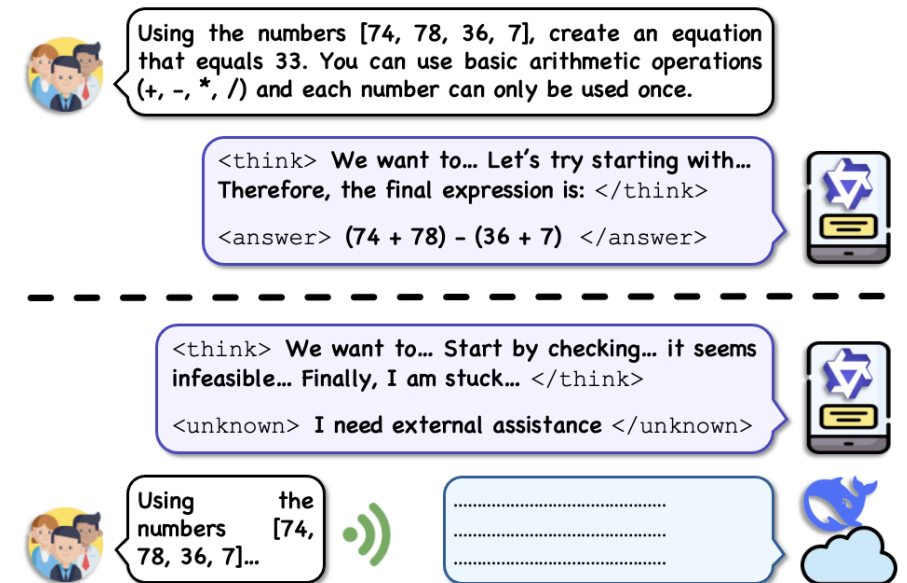 Using the numbers [74, 78, 36, 7], create an equation
that equals 33. You can use basic arithmetic operations
(+, -, *, /) and each number can only be used once.
<think> We want to... Let's try starting with...
Therefore, the final expression is: </think>
<answer> (74 + 78) - (36 + 7) </answer>
<think> We want to... Start by checking... it seems
infeasible... Finally, I am stuck... </think>
<unknown> I need external assistance </unknown>
Using the
numbers [74,
78, 36, 7]...